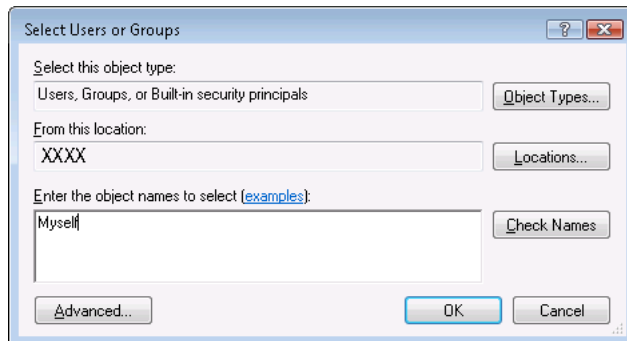 Select Users or Groups
Select this object type:
Users, Groups, or Built-in security principals
Object Types...
From this location:
XXXX
Locations...
Enter the object names to select (examples):
Myself
Check Names
Advanced...
OK
Cancel